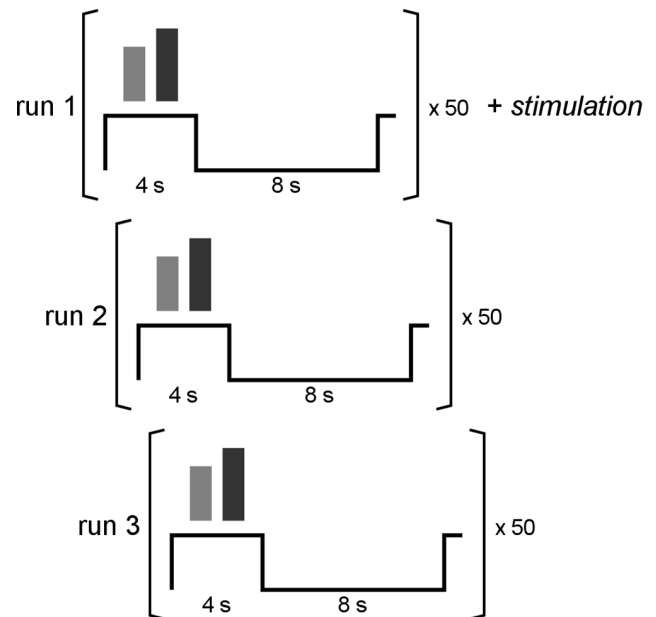 run 1 x 50 + stimulation
4 s 8 s
run 2 x 50
4 s 8 s
run 3 x 50
4 s 8 s